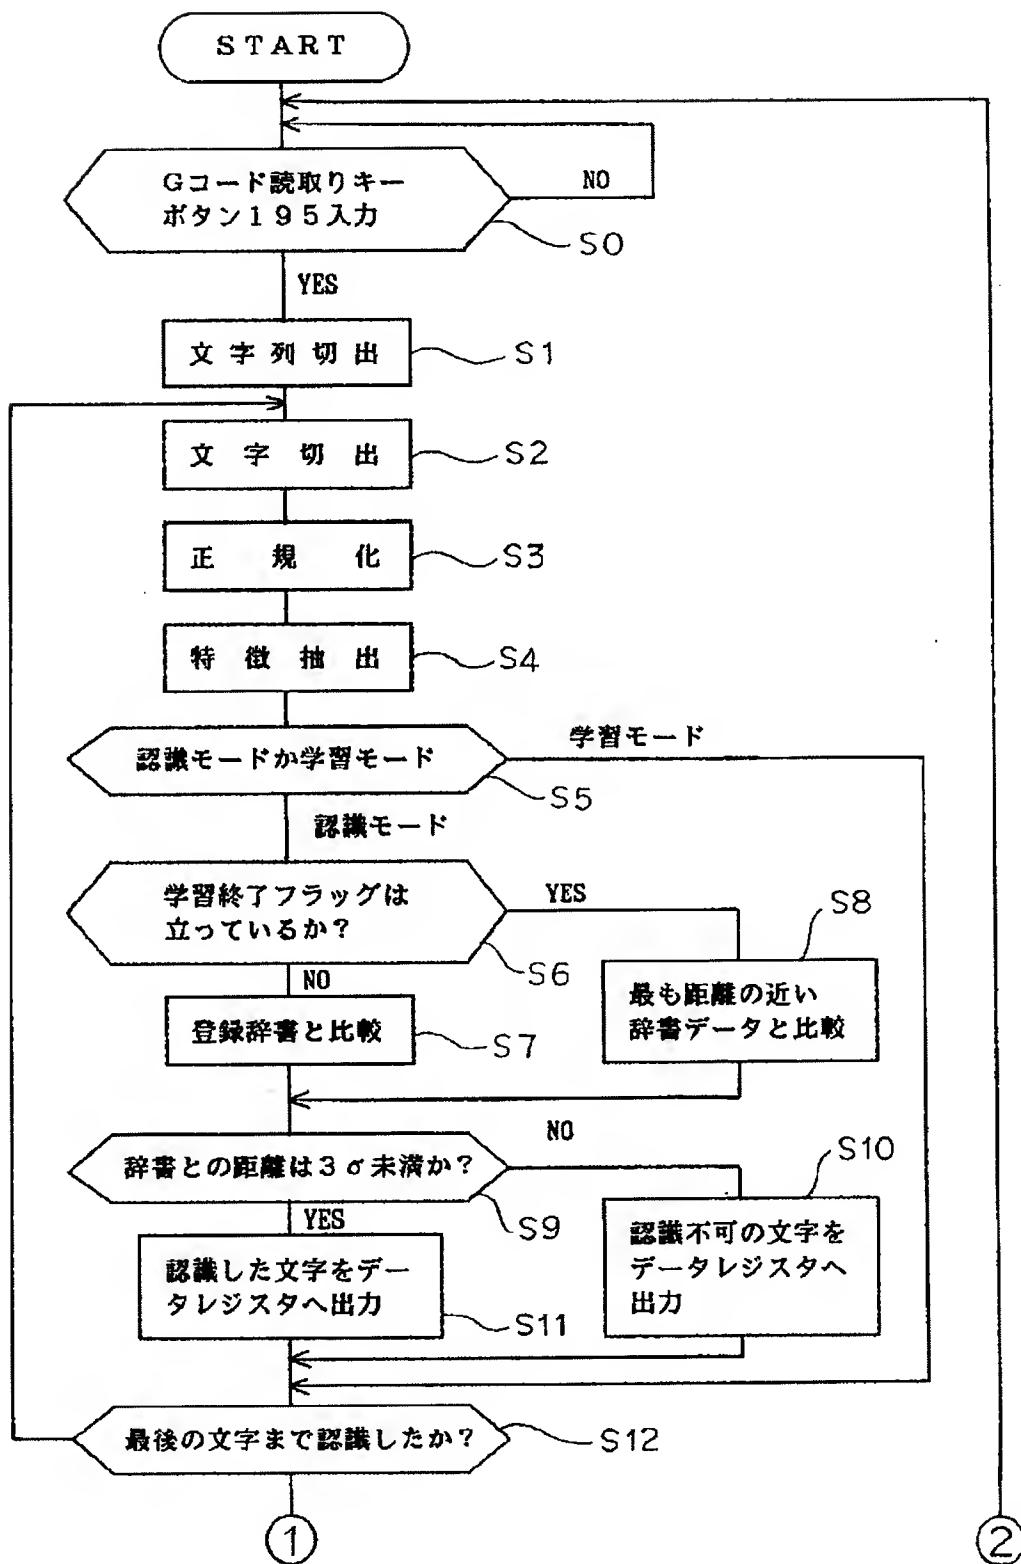 START
Gコード読取りキー
ボタン195入力
NO
S0
YES
文字列切出
S1
文字切出
S2
正規化
S3
特徴抽出
S4
学習モード
認識モードか学習モード
S5
認識モード
学習終了フラッグは
立っているか?
YES
S6
S8
NO
最も距離の近い
辞書データと比較
登録辞書と比較
S7
NO
辞書との距離は3σ未満か?
S10
S9
YES
認識不可の文字を
データレジスタへ
出力
認識した文字をデー
タレジスタへ出力
S11
最後の文字まで認識したか?
S12
1
2